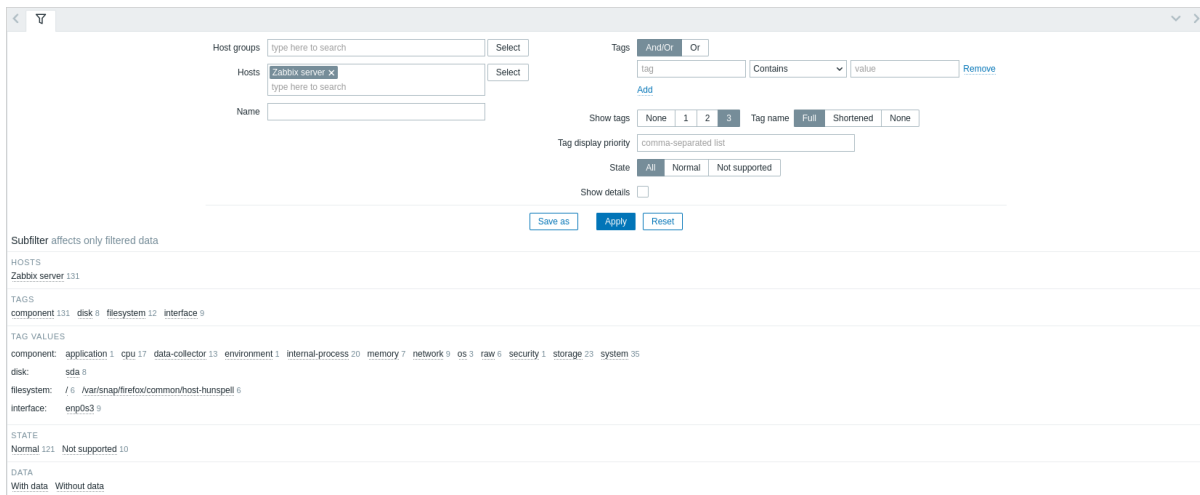 Host groups type here to search Select
Hosts Zabbix server type here to search Select
Name
Tags And/Or Or
tag Contains value Remove
Add
Show tags None 1 2 3 Tag name Full Shortened None
Tag display priority comma-separated list
State All Normal Not supported
Show details
Save as Apply Reset
Subfilter affects only filtered data
HOSTS
Zabbix server 131
TAGS
component 131 disk 8 filesystem 12 interface 9
TAG VALUES
component: application 1 cpu 17 data-collector 13 environment 1 internal-process 20 memory 7 network 9 os 3 raw 6 security 1 storage 23 system 35
disk: sda 8
filesystem: / 6 /var/snap/firefox/common/host-hunspell 6
interface: enp0s3 9
STATE
Normal 121 Not supported 10
DATA
With data Without data